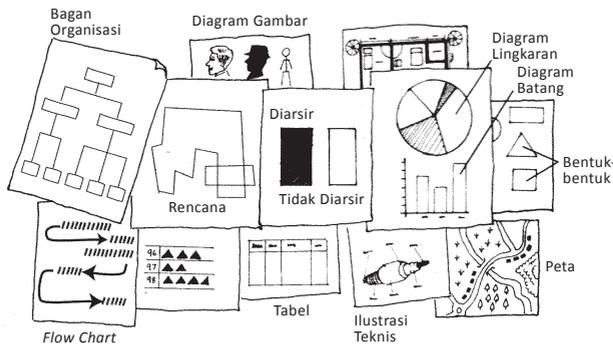 Bagan
Organisasi
Diagram Gambar
Diagram
Lingkaran
Diagram
Batang
Diarsir
Tidak Diarsir
Rencana
Bentuk-
bentuk
96
97
98
Tabel
Ilustrasi
Teknis
Peta
Flow Chart